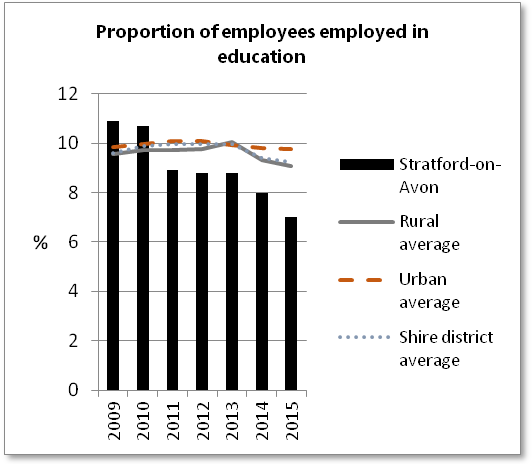 Proportion of employees employed in
education
12
10
8
6
4
2
0
%
2009
2010
2011
2012
2013
2014
2015
Stratford-on-
Avon
Rural
average
Urban
average
Shire district
average